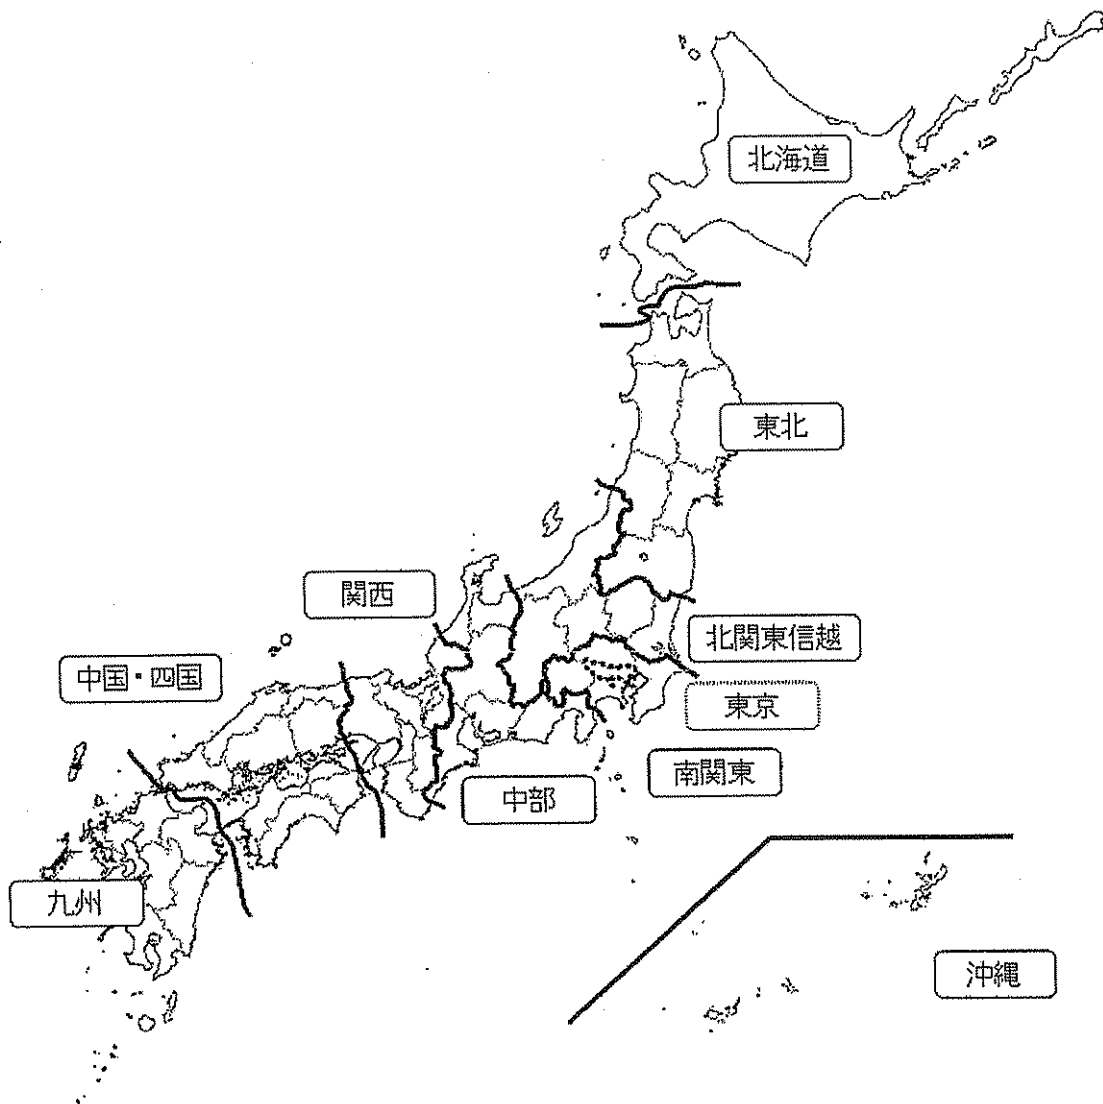 北海道
東北
関西
北関東信越
中国・四国
東京
南関東
中部
九州
沖縄